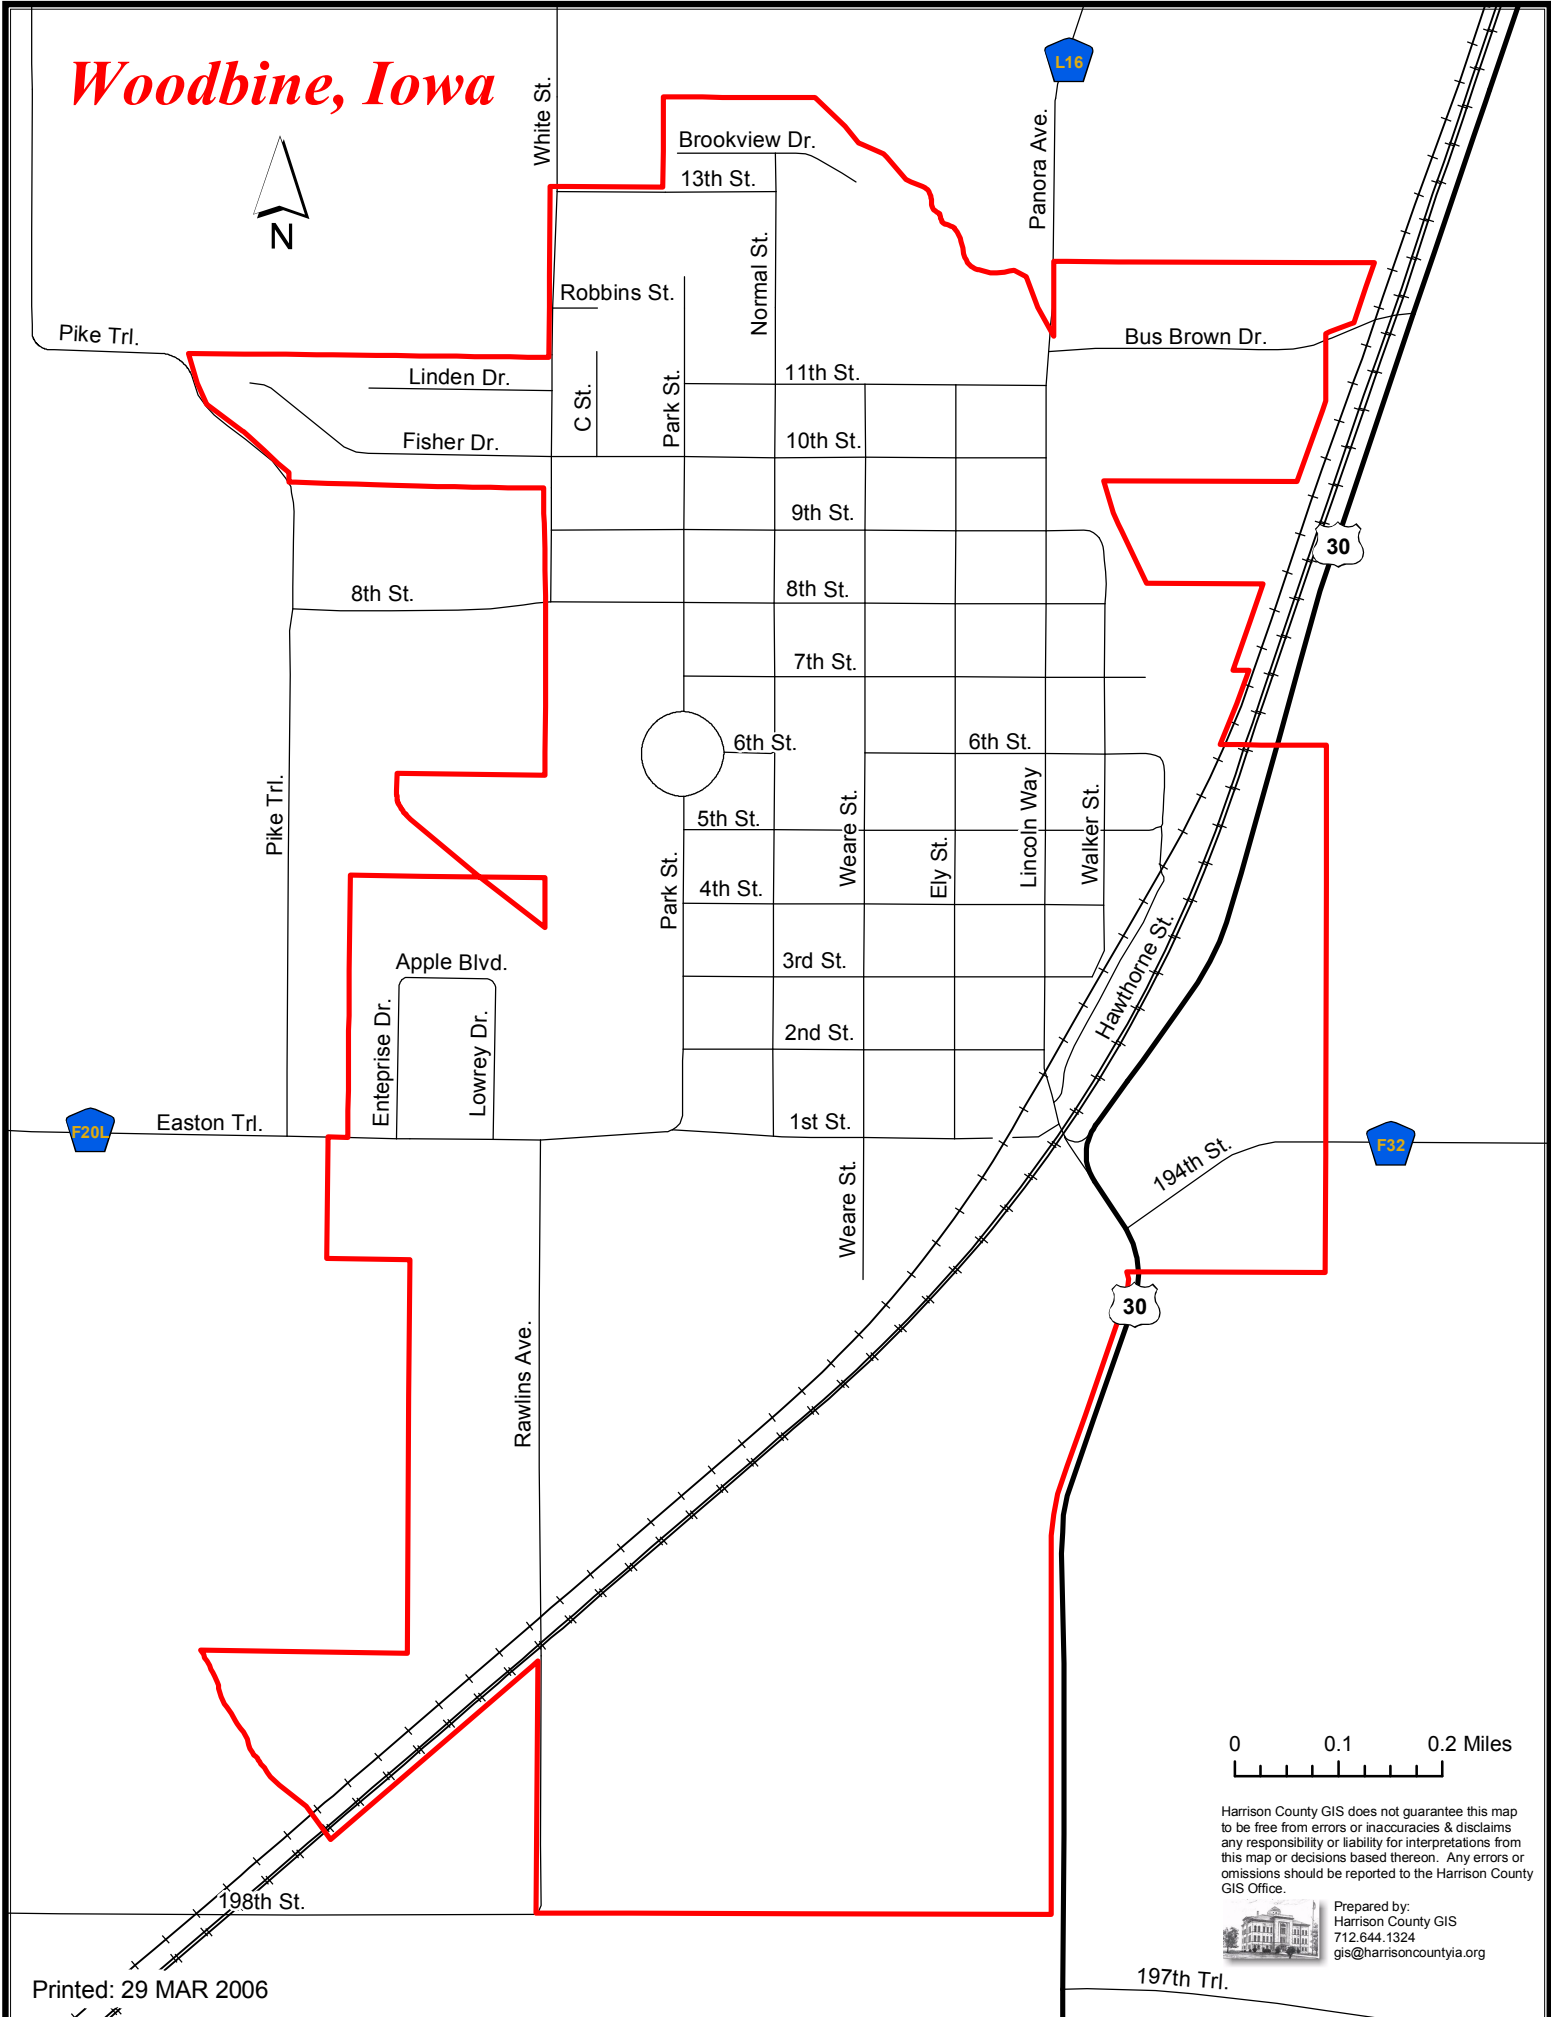 Woodbine, Iowa
N
L16
White St.
Panora Ave.
Brookview Dr.
13th St.
Normal St.
Robbins St.
Pike Trl.
Bus Brown Dr.
Linden Dr.
C St.
Park St.
11th St.
Fisher Dr.
10th St.
9th St.
30
8th St.
8th St.
7th St.
6th St.
6th St.
Pike Trl.
5th St.
Weare St.
Ely St.
Lincoln Way
Walker St.
Park St.
4th St.
Apple Blvd.
3rd St.
Hawthorne St.
Enteprise Dr.
Lowrey Dr.
2nd St.
F20L
Easton Trl.
1st St.
F32
194th St.
Weare St.
30
Rawlins Ave.
0 0.1 0.2 Miles
Harrison County GIS does not guarantee this map
to be free from errors or inaccuracies & disclaims
any responsibility or liability for interpretations from
this map or decisions based thereon. Any errors or
omissions should be reported to the Harrison County
GIS Office.
198th St.
Prepared by:
Harrison County GIS
712.644.1324
gis@harrisoncountyia.org
197th Trl.
Printed: 29 MAR 2006